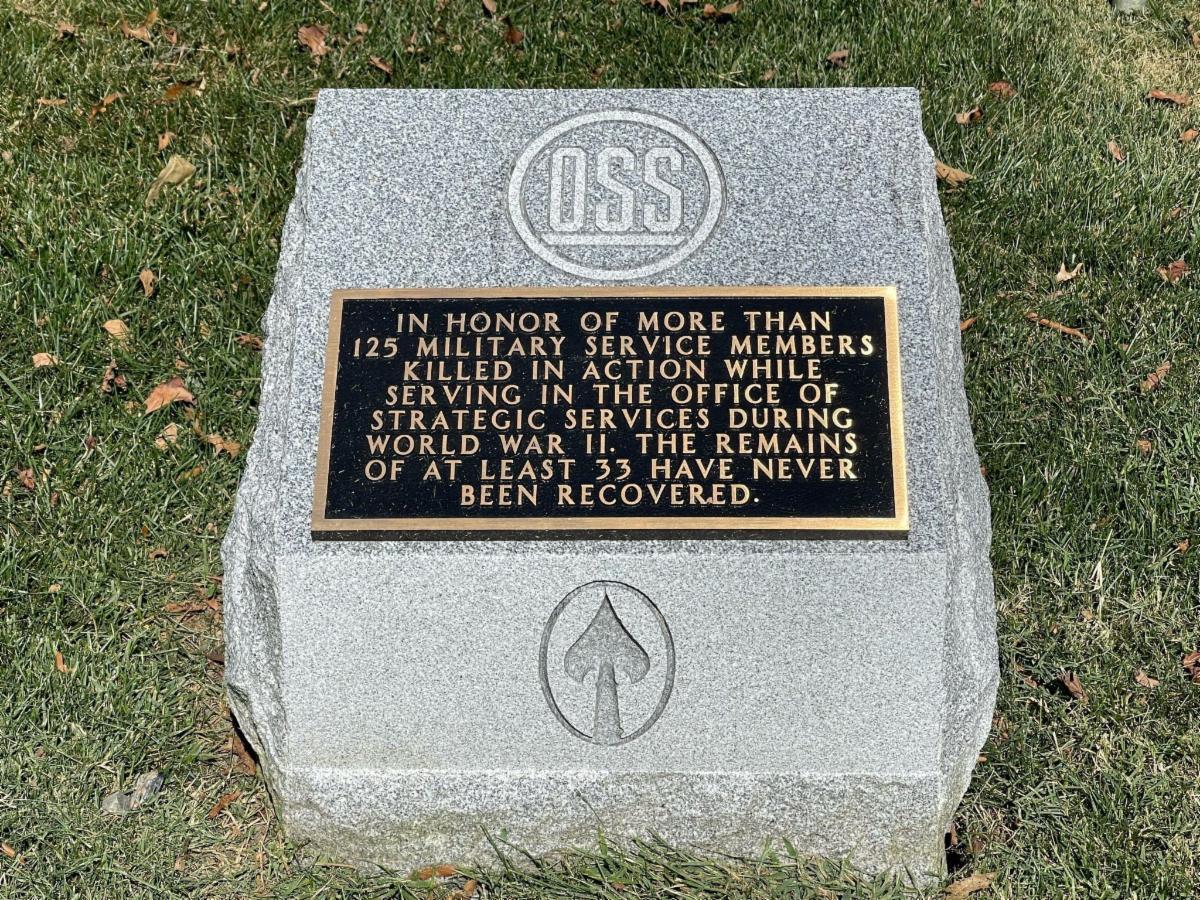 O.S.S.
IN HONOR OF MORE THAN
125 MILITARY SERVICE MEMBERS
KILLED IN ACTION WHILE
SERVING IN THE OFFICE OF
STRATEGIC SERVICES DURING
WORLD WAR II. THE REMAINS
OF AT LEAST 33 HAVE NEVER
BEEN RECOVERED.